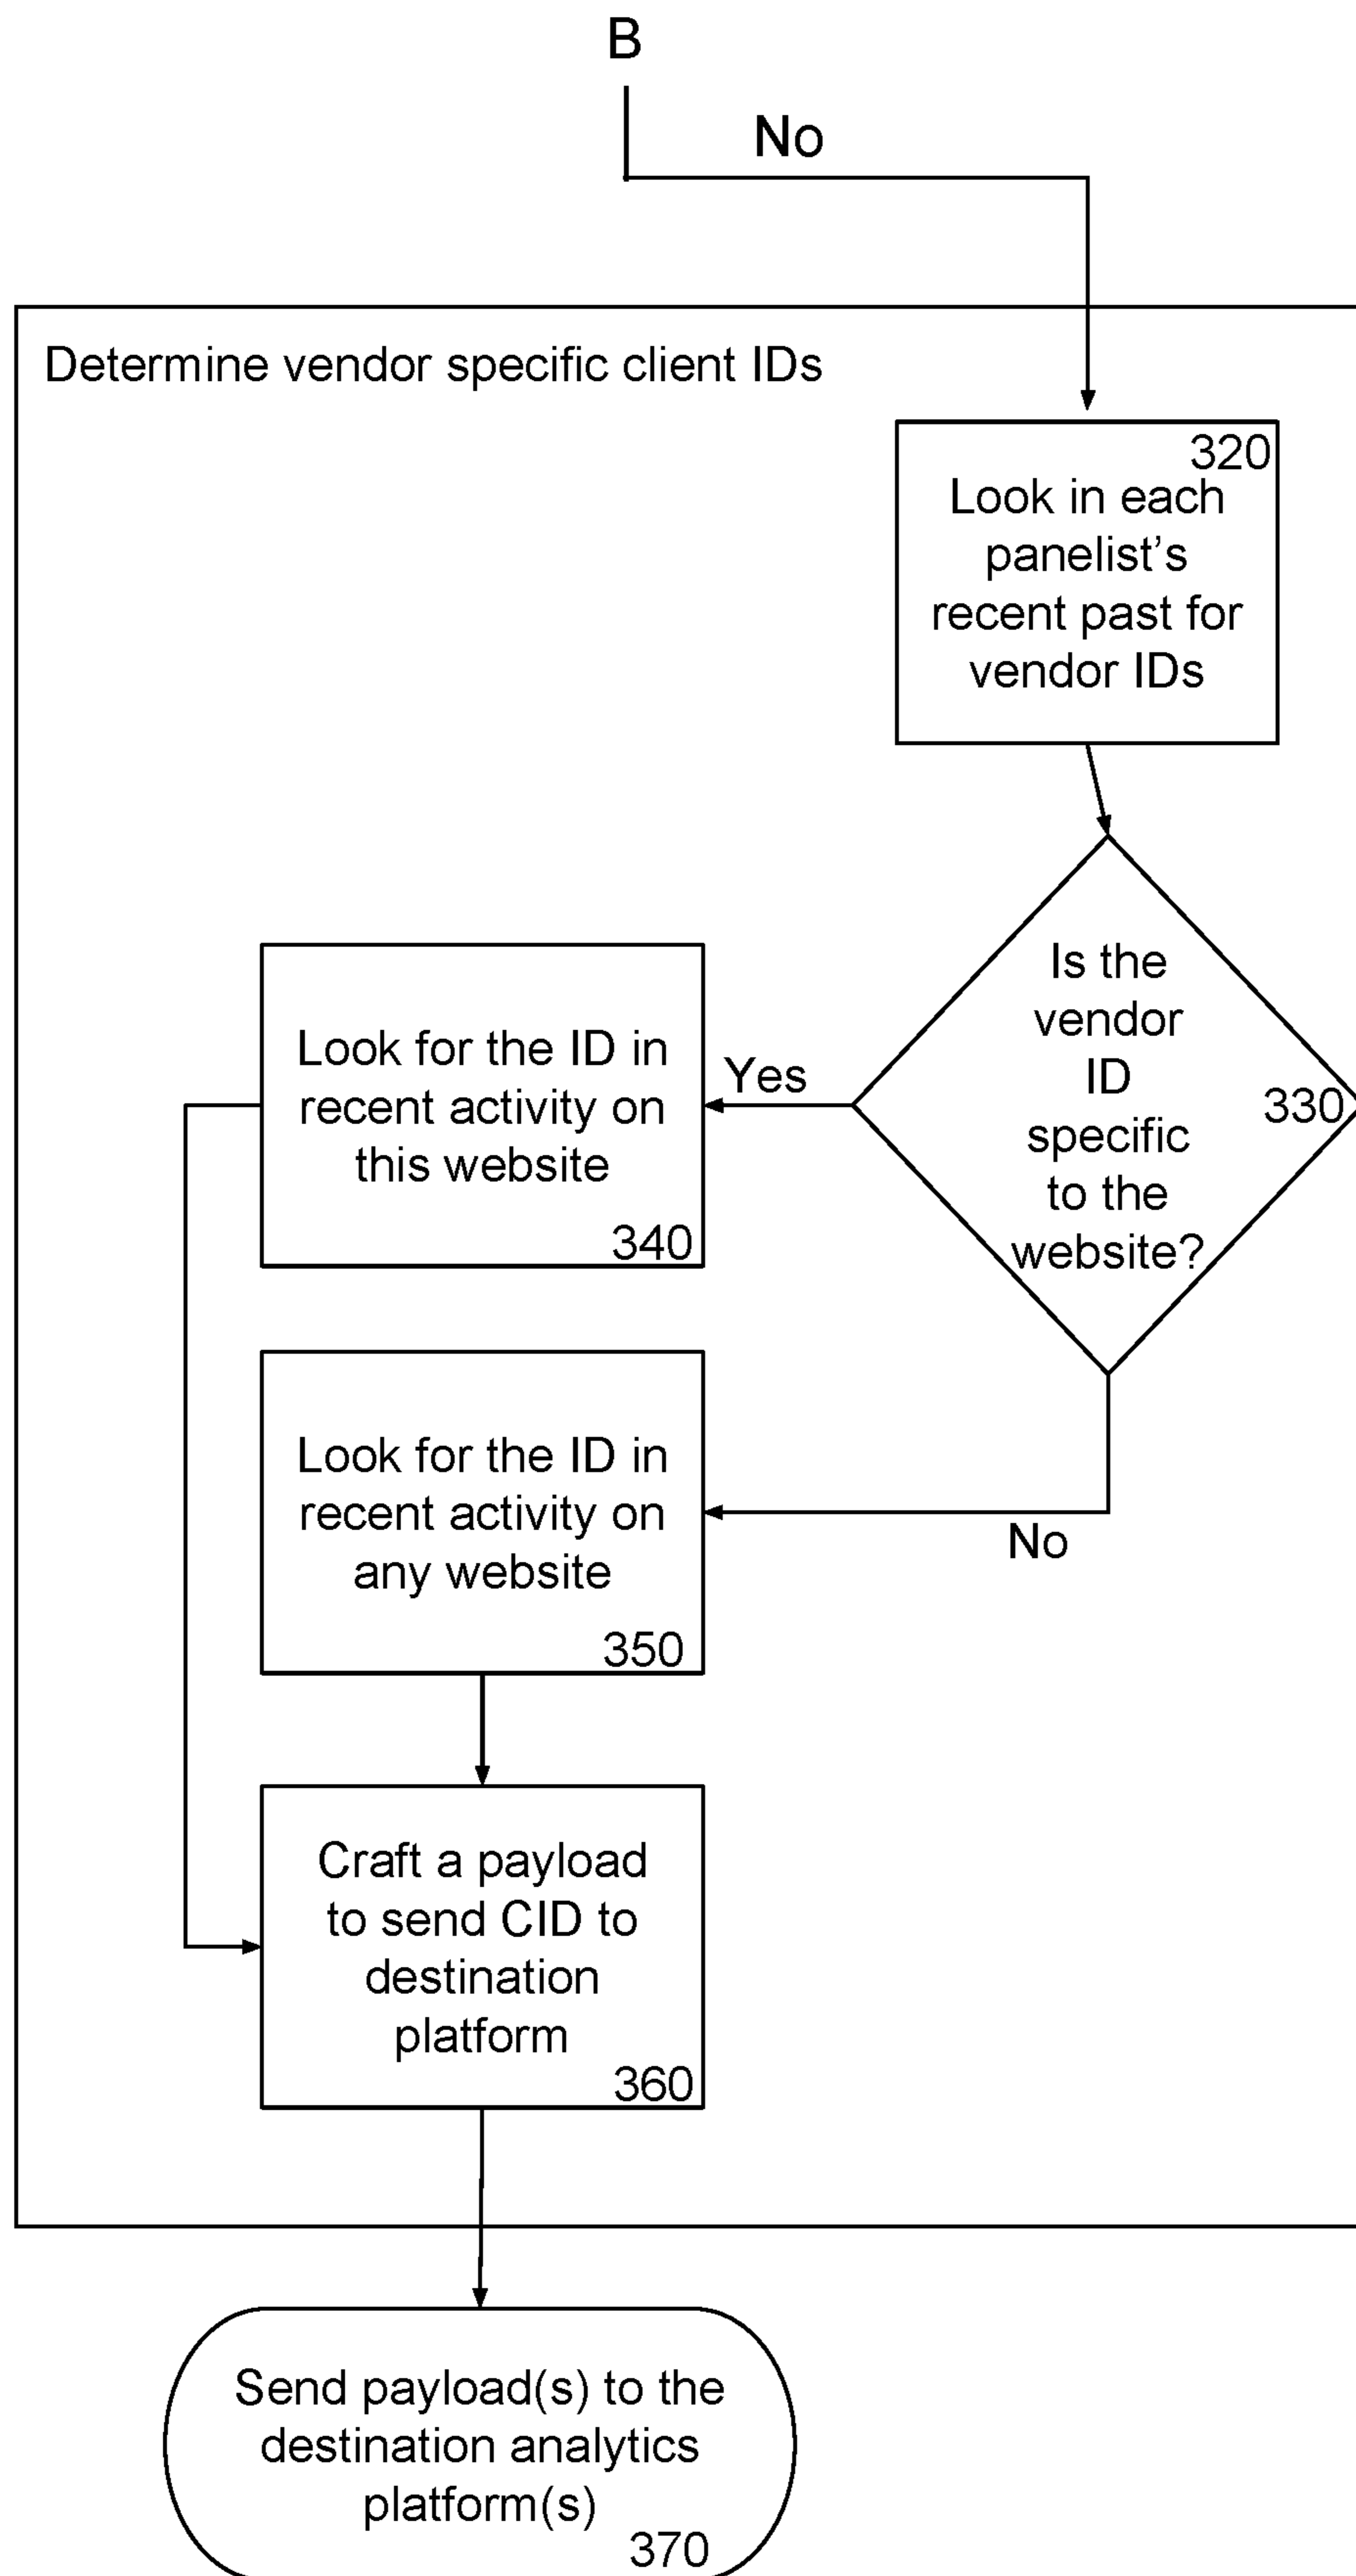 B
No
Determine vendor specific client IDs
320
Look in each
panelist's
recent past for
vendor IDs
Is the
vendor
ID
specific
to the
website?
330
Yes
Look for the ID in
recent activity on
this website
340
No
Look for the ID in
recent activity on
any website
350
Craft a payload
to send CID to
destination
platform
360
Send payload(s) to the
destination analytics
platform(s)
370